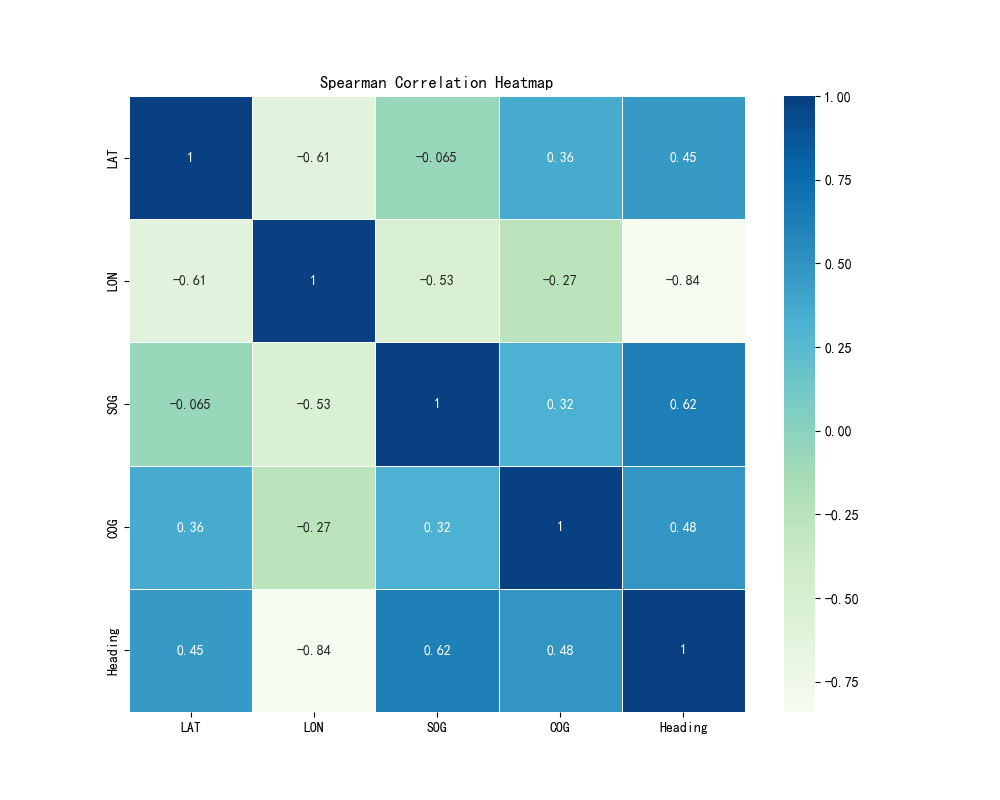 Spearman Correlation Heatmap
LAT 1 -0.61 -0.065 0.36 0.45
LON -0.61 1 -0.53 -0.27 -0.84
SOG -0.065 -0.53 1 0.32 0.62
COG 0.36 -0.27 0.32 1 0.48
Heading 0.45 -0.84 0.62 0.48 1
LAT LON SOG COG Heading
1.00
0.75
0.50
0.25
0.00
-0.25
-0.50
-0.75